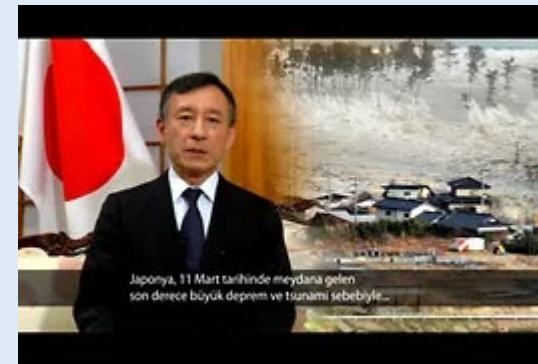 Japonya, 11 Mart tarihinde meydana gelen
son derece büyük deprem ve tsunami sebebiyle...